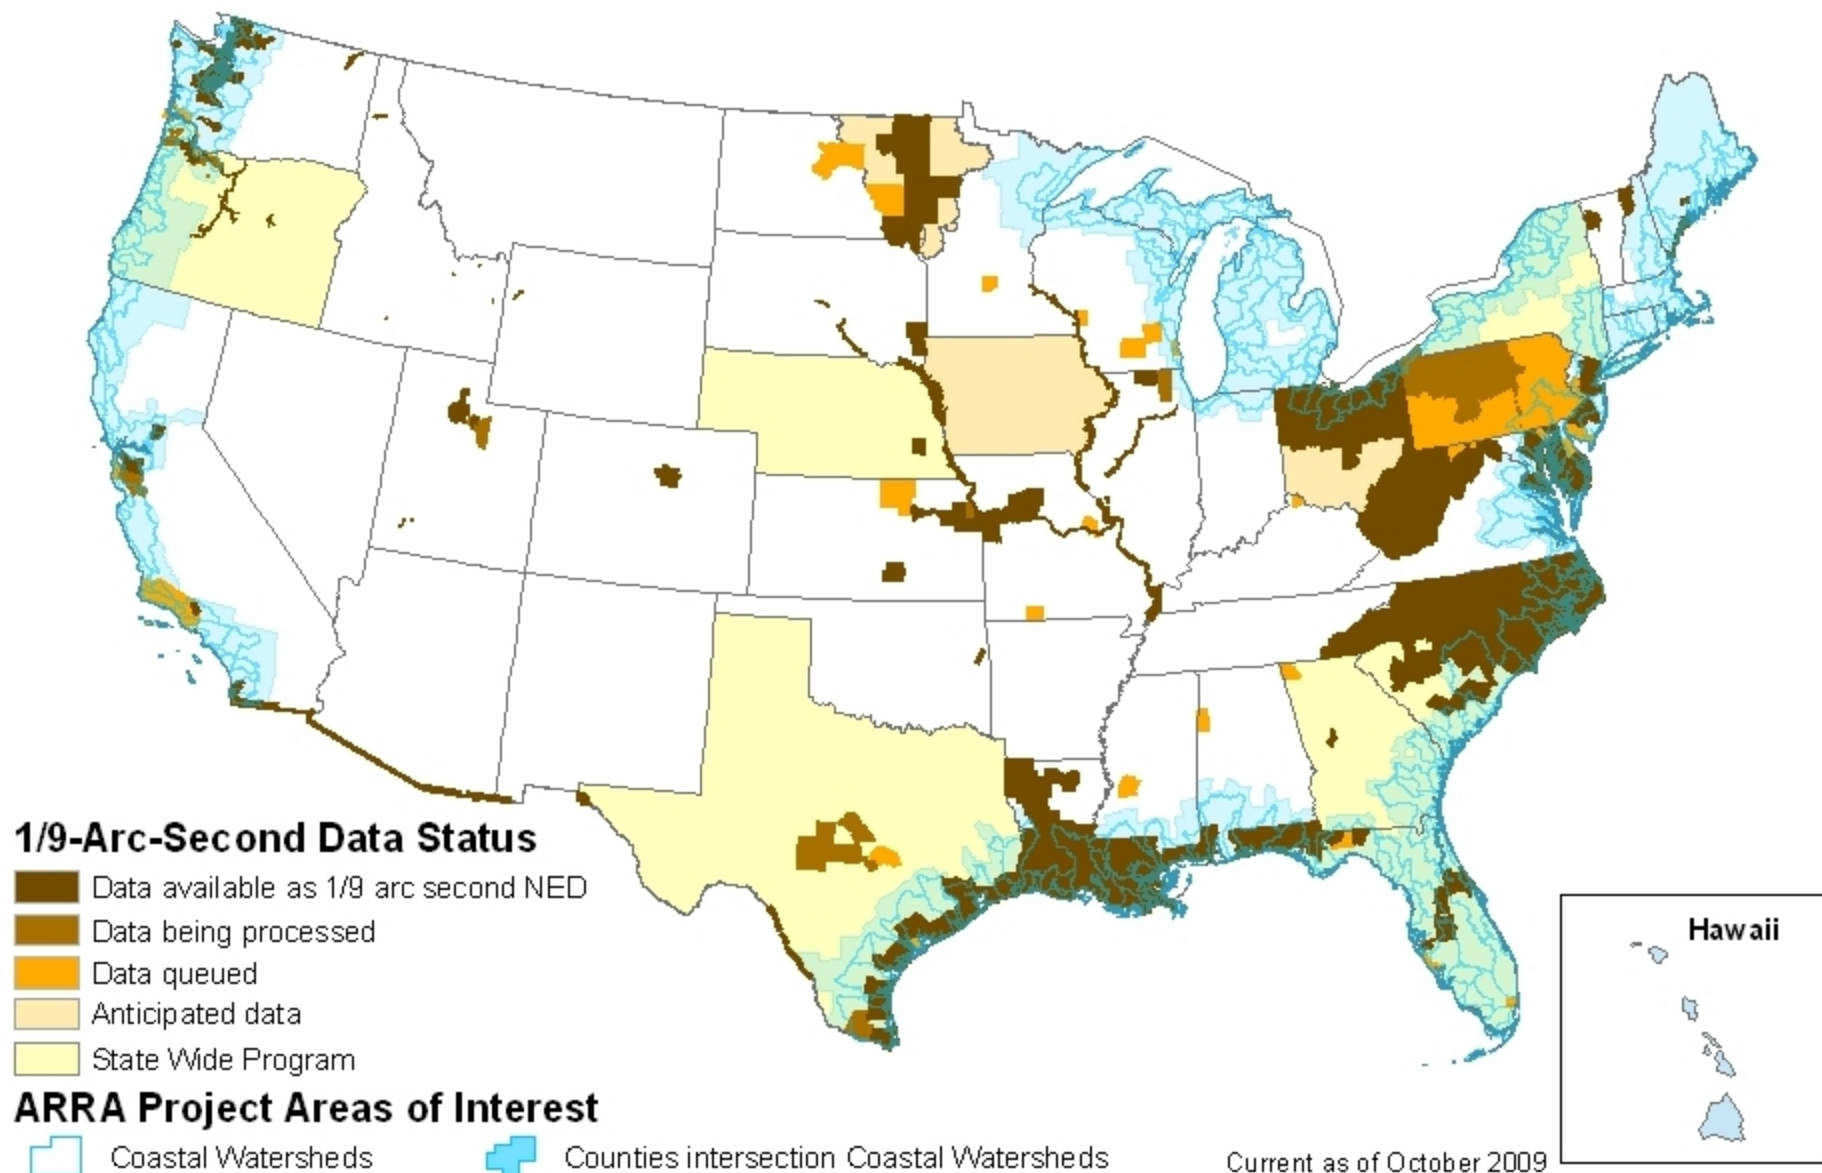 Hawaii
1/9-Arc-Second Data Status
Data available as 1/9 arc second NED
Data being processed
Data queued
Anticipated data
State Wide Program
ARRA Project Areas of Interest
Coastal Watersheds
Counties intersection Coastal Watersheds
Current as of October 2009